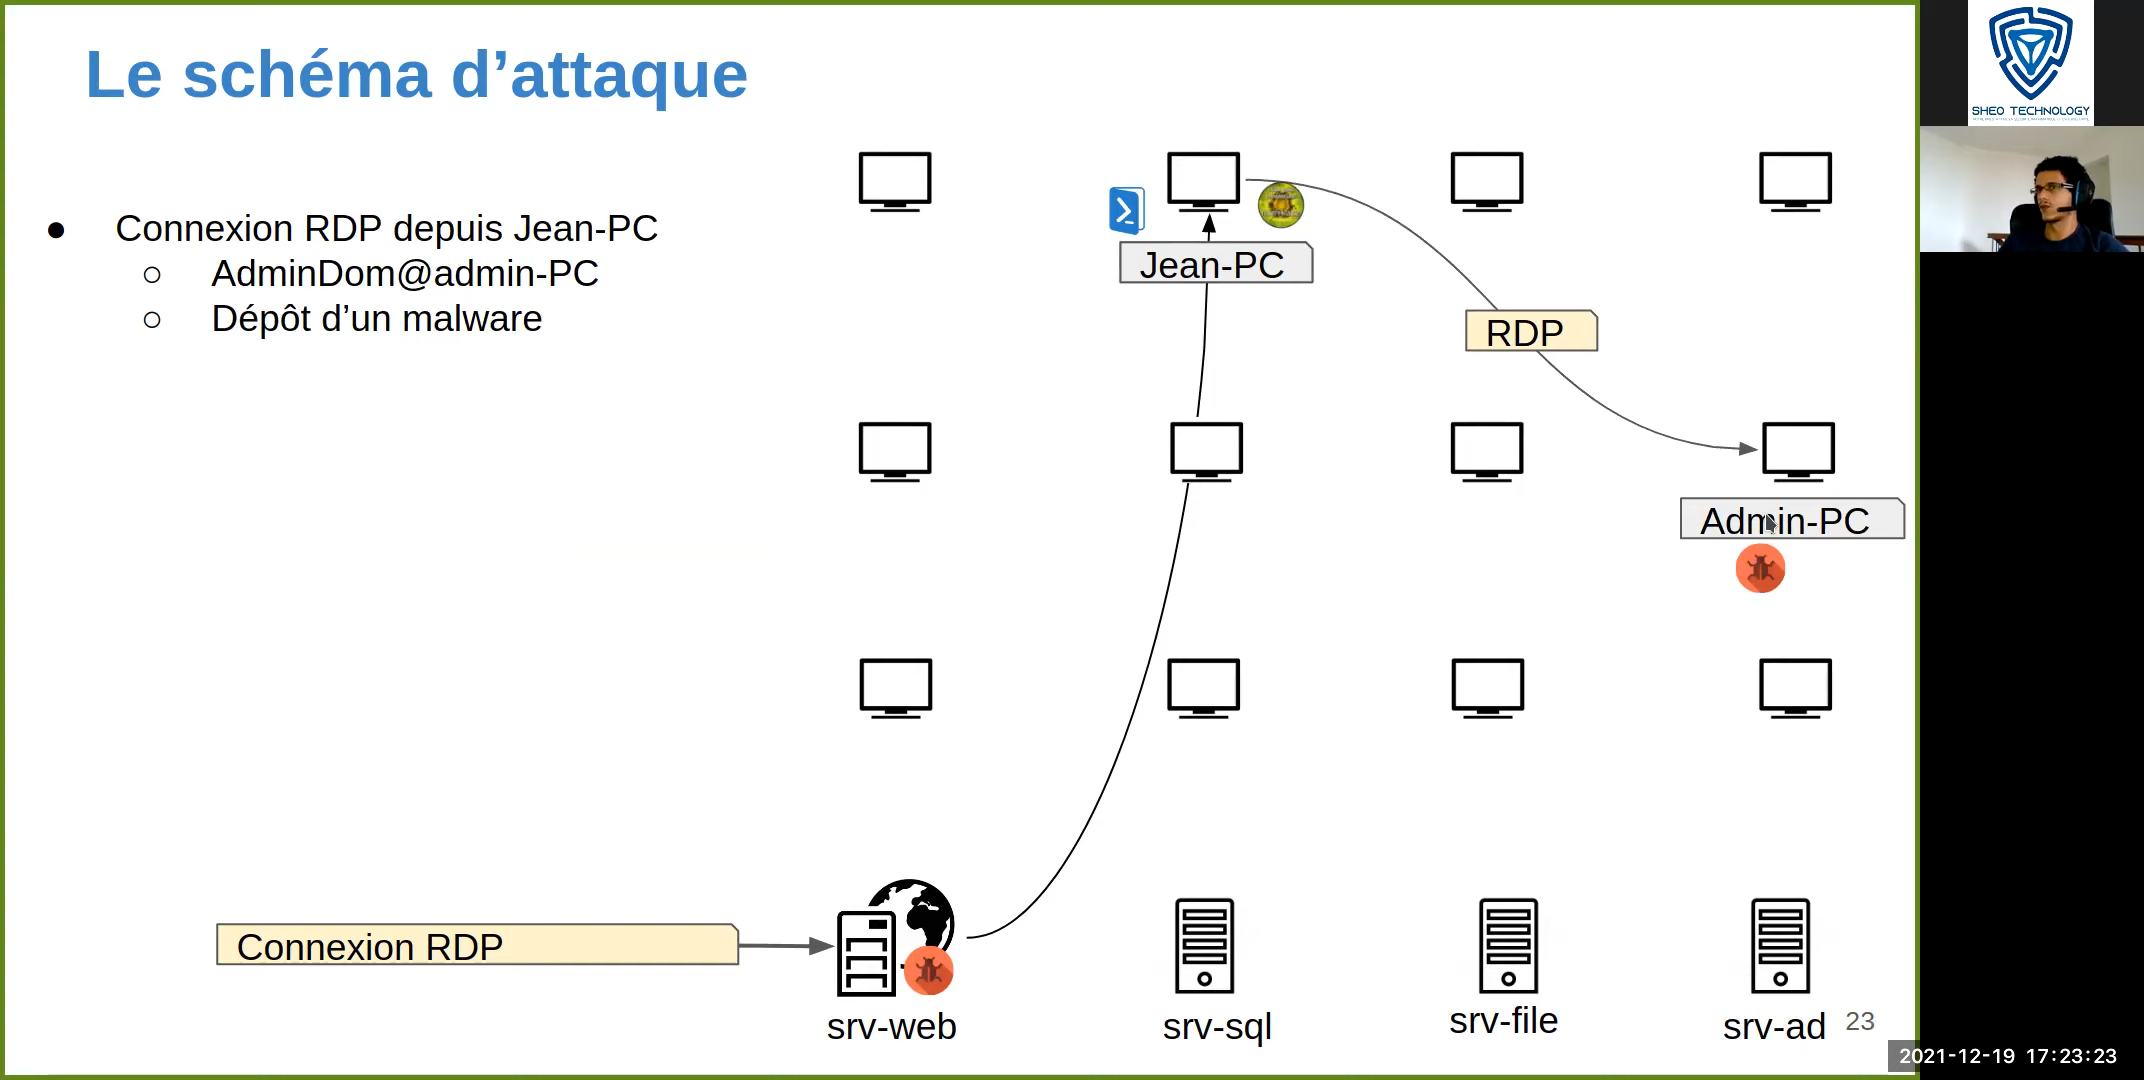 Le schéma d’attaque
SHEO TECHNOLOGY
● Connexion RDP depuis Jean-PC
○ AdminDom@admin-PC
○ Dépôt d’un malware
Jean-PC
RDP
Admin-PC
Connexion RDP
srv-web
srv-sql
srv-file
srv-ad
23
2021-12-19 17:23:23